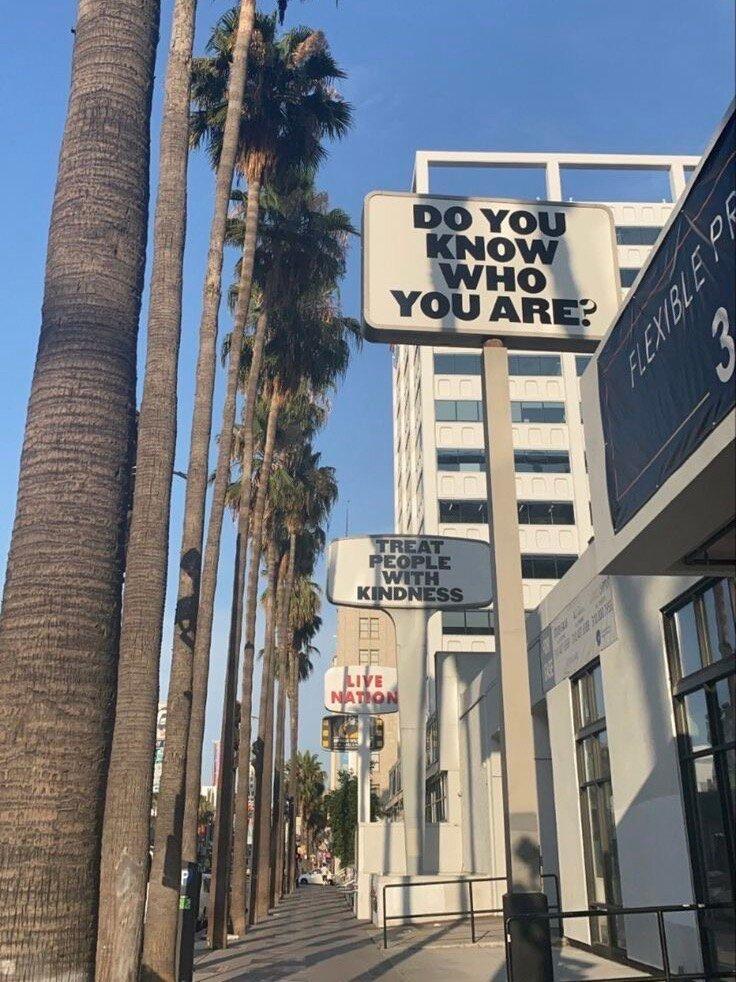 DO YOU
KNOW
WHO
YOU ARE?
FLEXIBLE PR
3
TREAT
PEOPLE
WITH
KINDNESS
LIVE
NATION